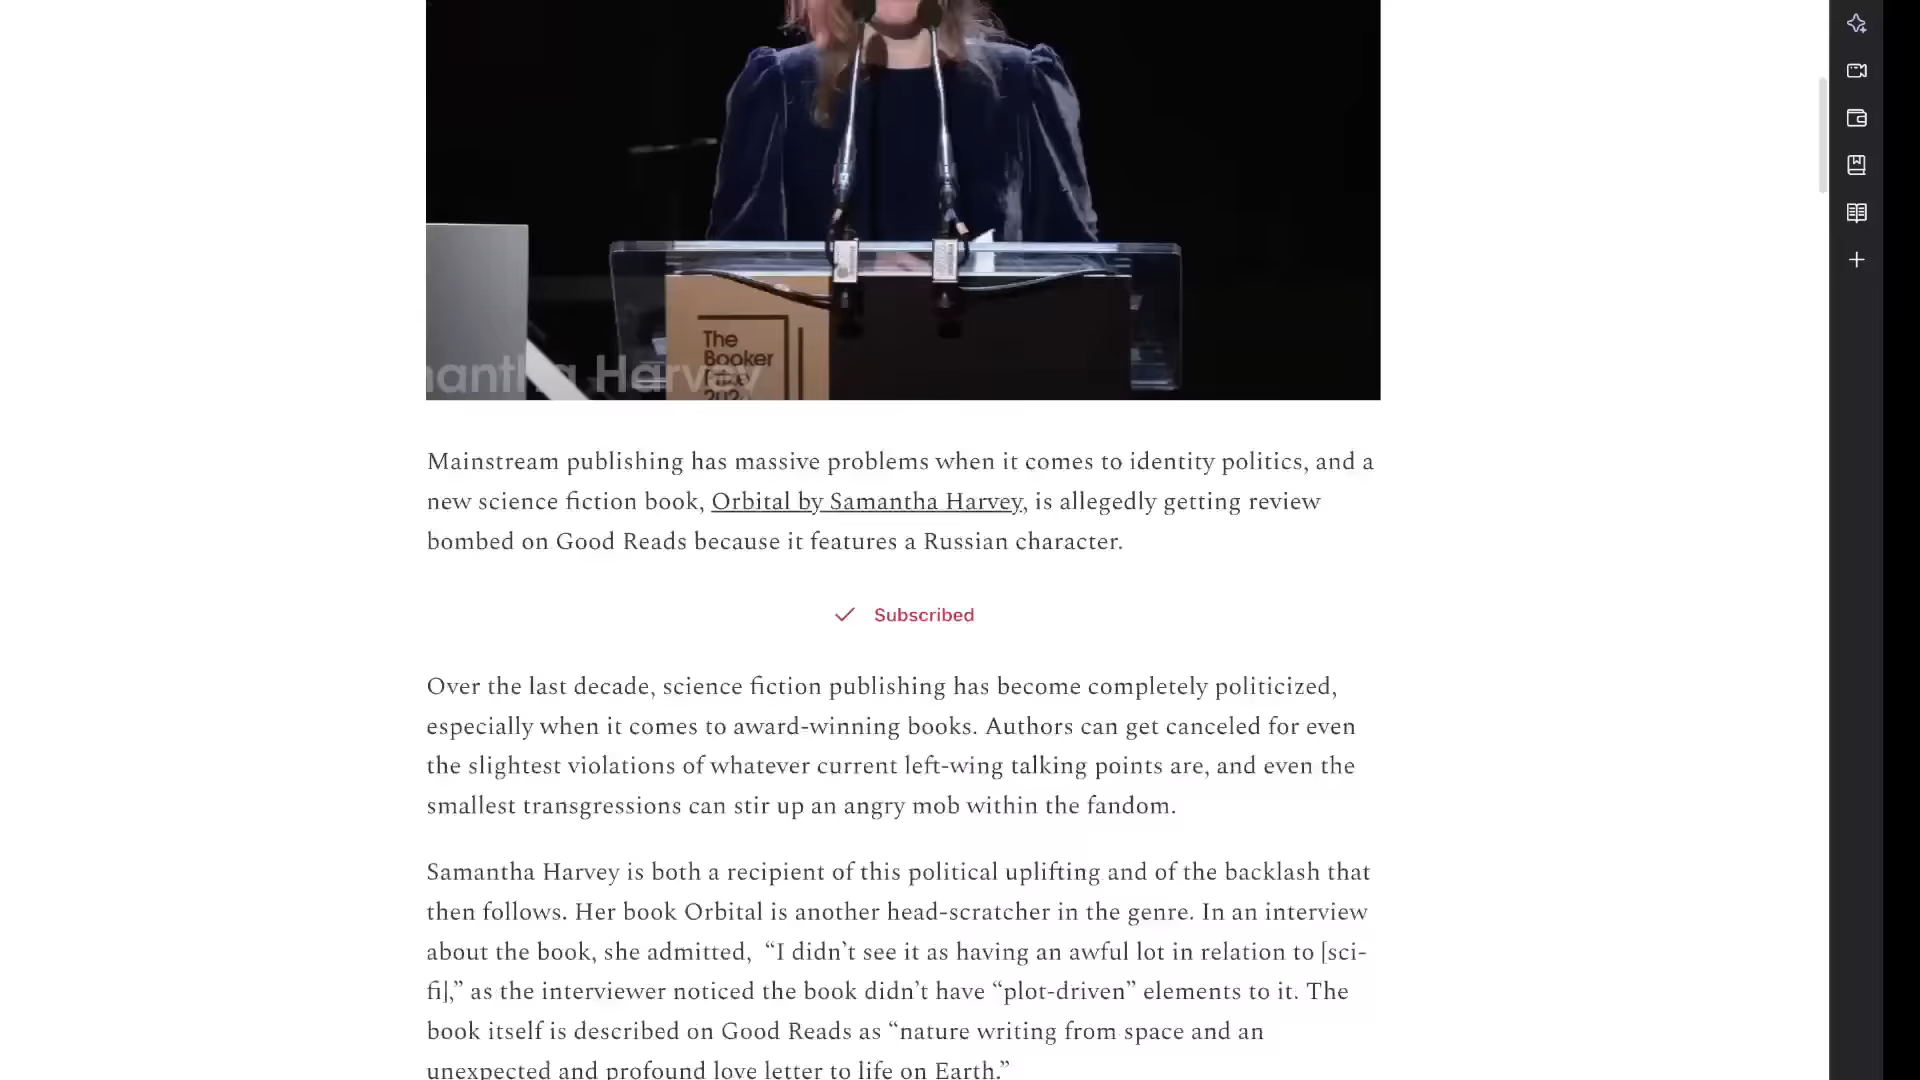 The
Booker
Harvey
Mainstream publishing has massive problems when it comes to identity politics, and a
new science fiction book, Orbital by Samantha Harvey, is allegedly getting review
bombed on Good Reads because it features a Russian character.
Subscribed
Over the last decade, science fiction publishing has become completely politicized,
especially when it comes to award-winning books. Authors can get canceled for even
the slightest violations of whatever current left-wing talking points are, and even the
smallest transgressions can stir up an angry mob within the fandom.
Samantha Harvey is both a recipient of this political uplifting and of the backlash that
then follows. Her book Orbital is another head-scratcher in the genre. In an interview
about the book, she admitted, “I didn’t see it as having an awful lot in relation to [sci-
fi],” as the interviewer noticed the book didn’t have “plot-driven” elements to it. The
book itself is described on Good Reads as “nature writing from space and an
unexpected and profound love letter to life on Earth.”